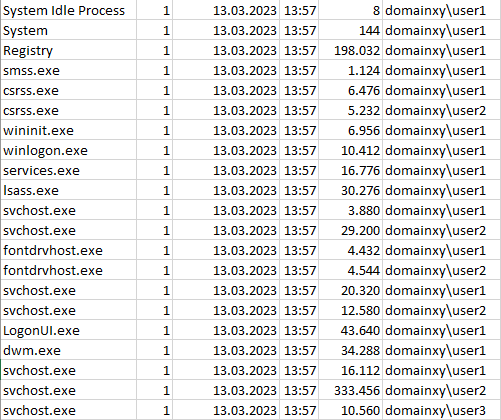 System Idle Process 1 13.03.2023 13:57 8 domainxy\user1
System 1 13.03.2023 13:57 144 domainxy\user1
Registry 1 13.03.2023 13:57 198.032 domainxy\user1
smss.exe 1 13.03.2023 13:57 1.124 domainxy\user1
csrss.exe 1 13.03.2023 13:57 6.476 domainxy\user1
csrss.exe 1 13.03.2023 13:57 5.232 domainxy\user2
wininit.exe 1 13.03.2023 13:57 6.956 domainxy\user1
winlogon.exe 1 13.03.2023 13:57 10.412 domainxy\user1
services.exe 1 13.03.2023 13:57 16.776 domainxy\user1
lsass.exe 1 13.03.2023 13:57 30.276 domainxy\user1
svchost.exe 1 13.03.2023 13:57 3.880 domainxy\user1
svchost.exe 1 13.03.2023 13:57 29.200 domainxy\user2
fontdrvhost.exe 1 13.03.2023 13:57 4.432 domainxy\user1
fontdrvhost.exe 1 13.03.2023 13:57 4.544 domainxy\user2
svchost.exe 1 13.03.2023 13:57 20.320 domainxy\user1
svchost.exe 1 13.03.2023 13:57 12.580 domainxy\user2
LogonUI.exe 1 13.03.2023 13:57 43.640 domainxy\user1
dwm.exe 1 13.03.2023 13:57 34.288 domainxy\user1
svchost.exe 1 13.03.2023 13:57 16.112 domainxy\user1
svchost.exe 1 13.03.2023 13:57 333.456 domainxy\user2
svchost.exe 1 13.03.2023 13:57 10.560 domainxy\user3